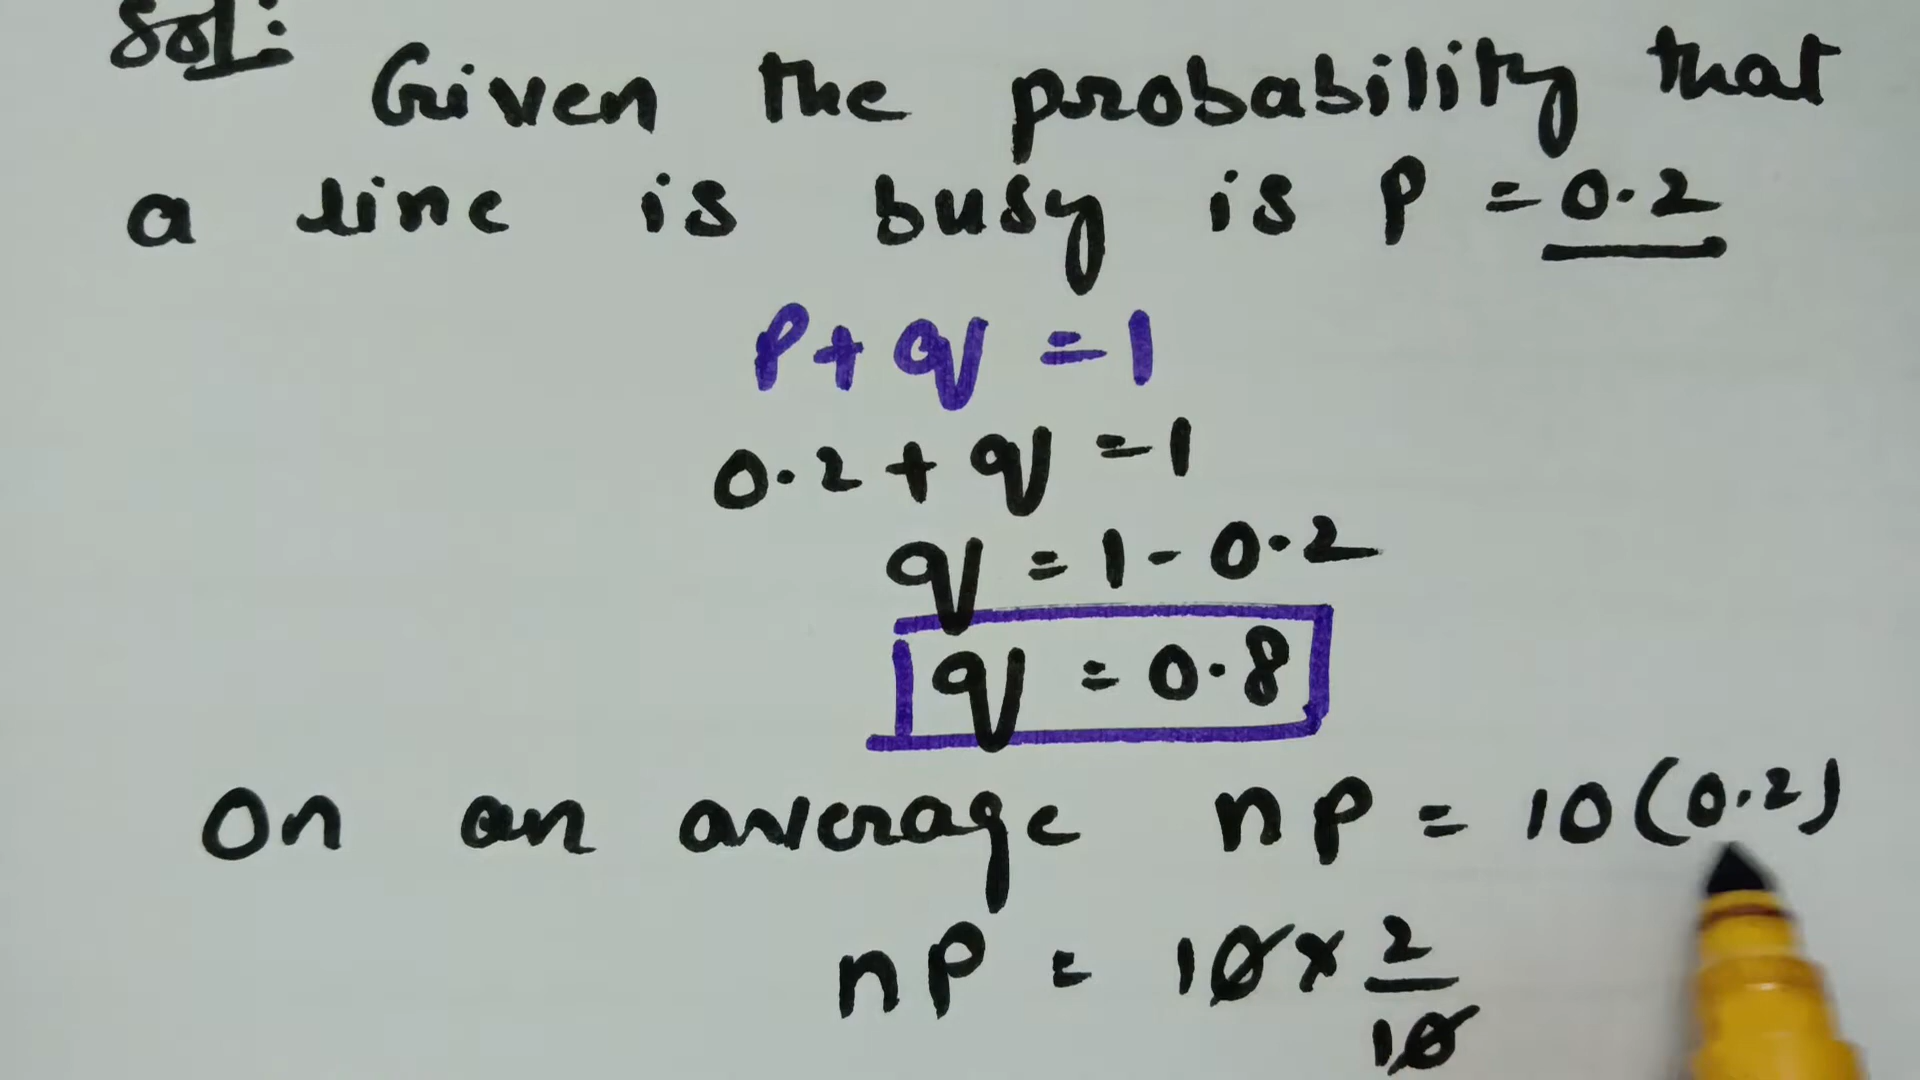 Sol:
Given the probability that
a line is busy is P = 0.2
P + q = 1
0.2 + q = 1
q = 1 - 0.2
q = 0.8
On an average np = 10(0.2)
np = 10 × 2/10